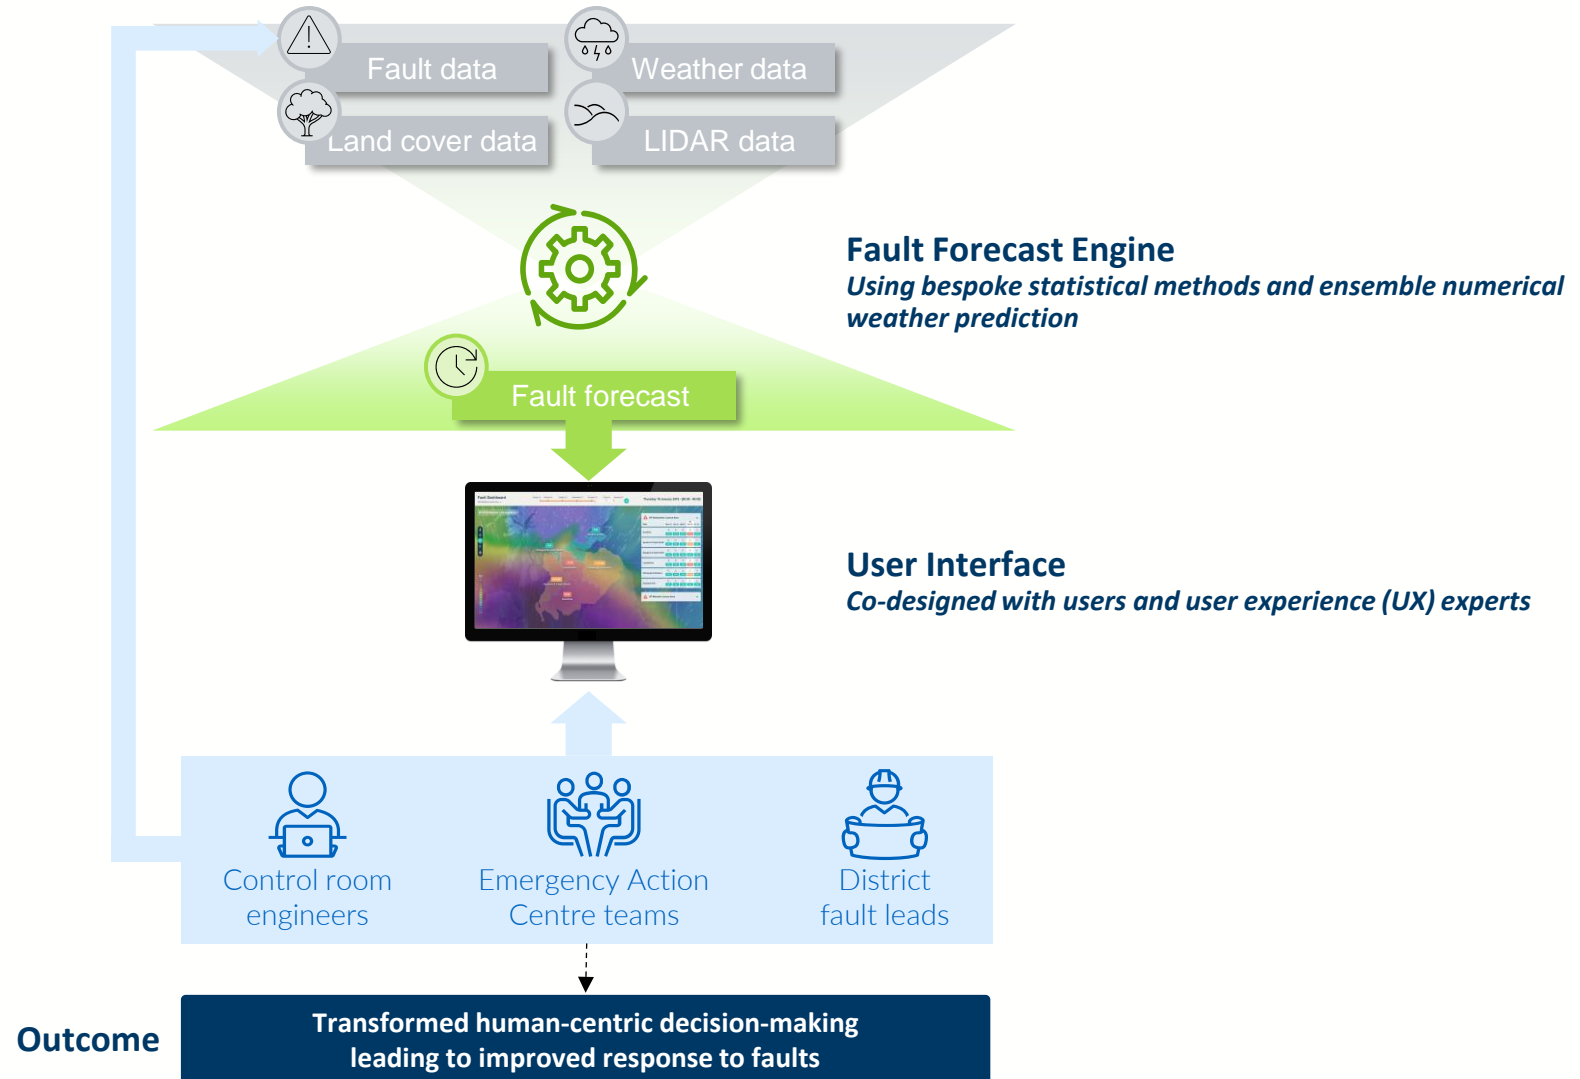 Fault data
Weather data
Land cover data
LIDAR data
Fault Forecast Engine
Using bespoke statistical methods and ensemble numerical
weather prediction
Fault forecast
Fault Dashboard
User Interface
Co-designed with users and user experience (UX) experts
Control room
engineers
Emergency Action
Centre teams
District
fault leads
Outcome
Transformed human-centric decision-making
leading to improved response to faults